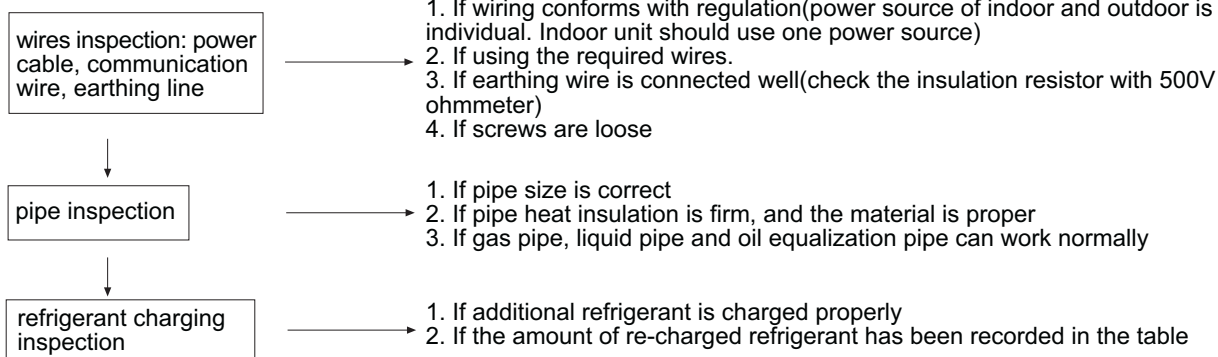 wires inspection: power
cable, communication
wire, earthing line
1. If wiring conforms with regulation(power source of indoor and outdoor is
individual. Indoor unit should use one power source)
2. If using the required wires.
3. If earthing wire is connected well(check the insulation resistor with 500V
ohmmeter)
4. If screws are loose
pipe inspection
1. If pipe size is correct
2. If pipe heat insulation is firm, and the material is proper
3. If gas pipe, liquid pipe and oil equalization pipe can work normally
refrigerant charging
inspection
1. If additional refrigerant is charged properly
2. If the amount of re-charged refrigerant has been recorded in the table